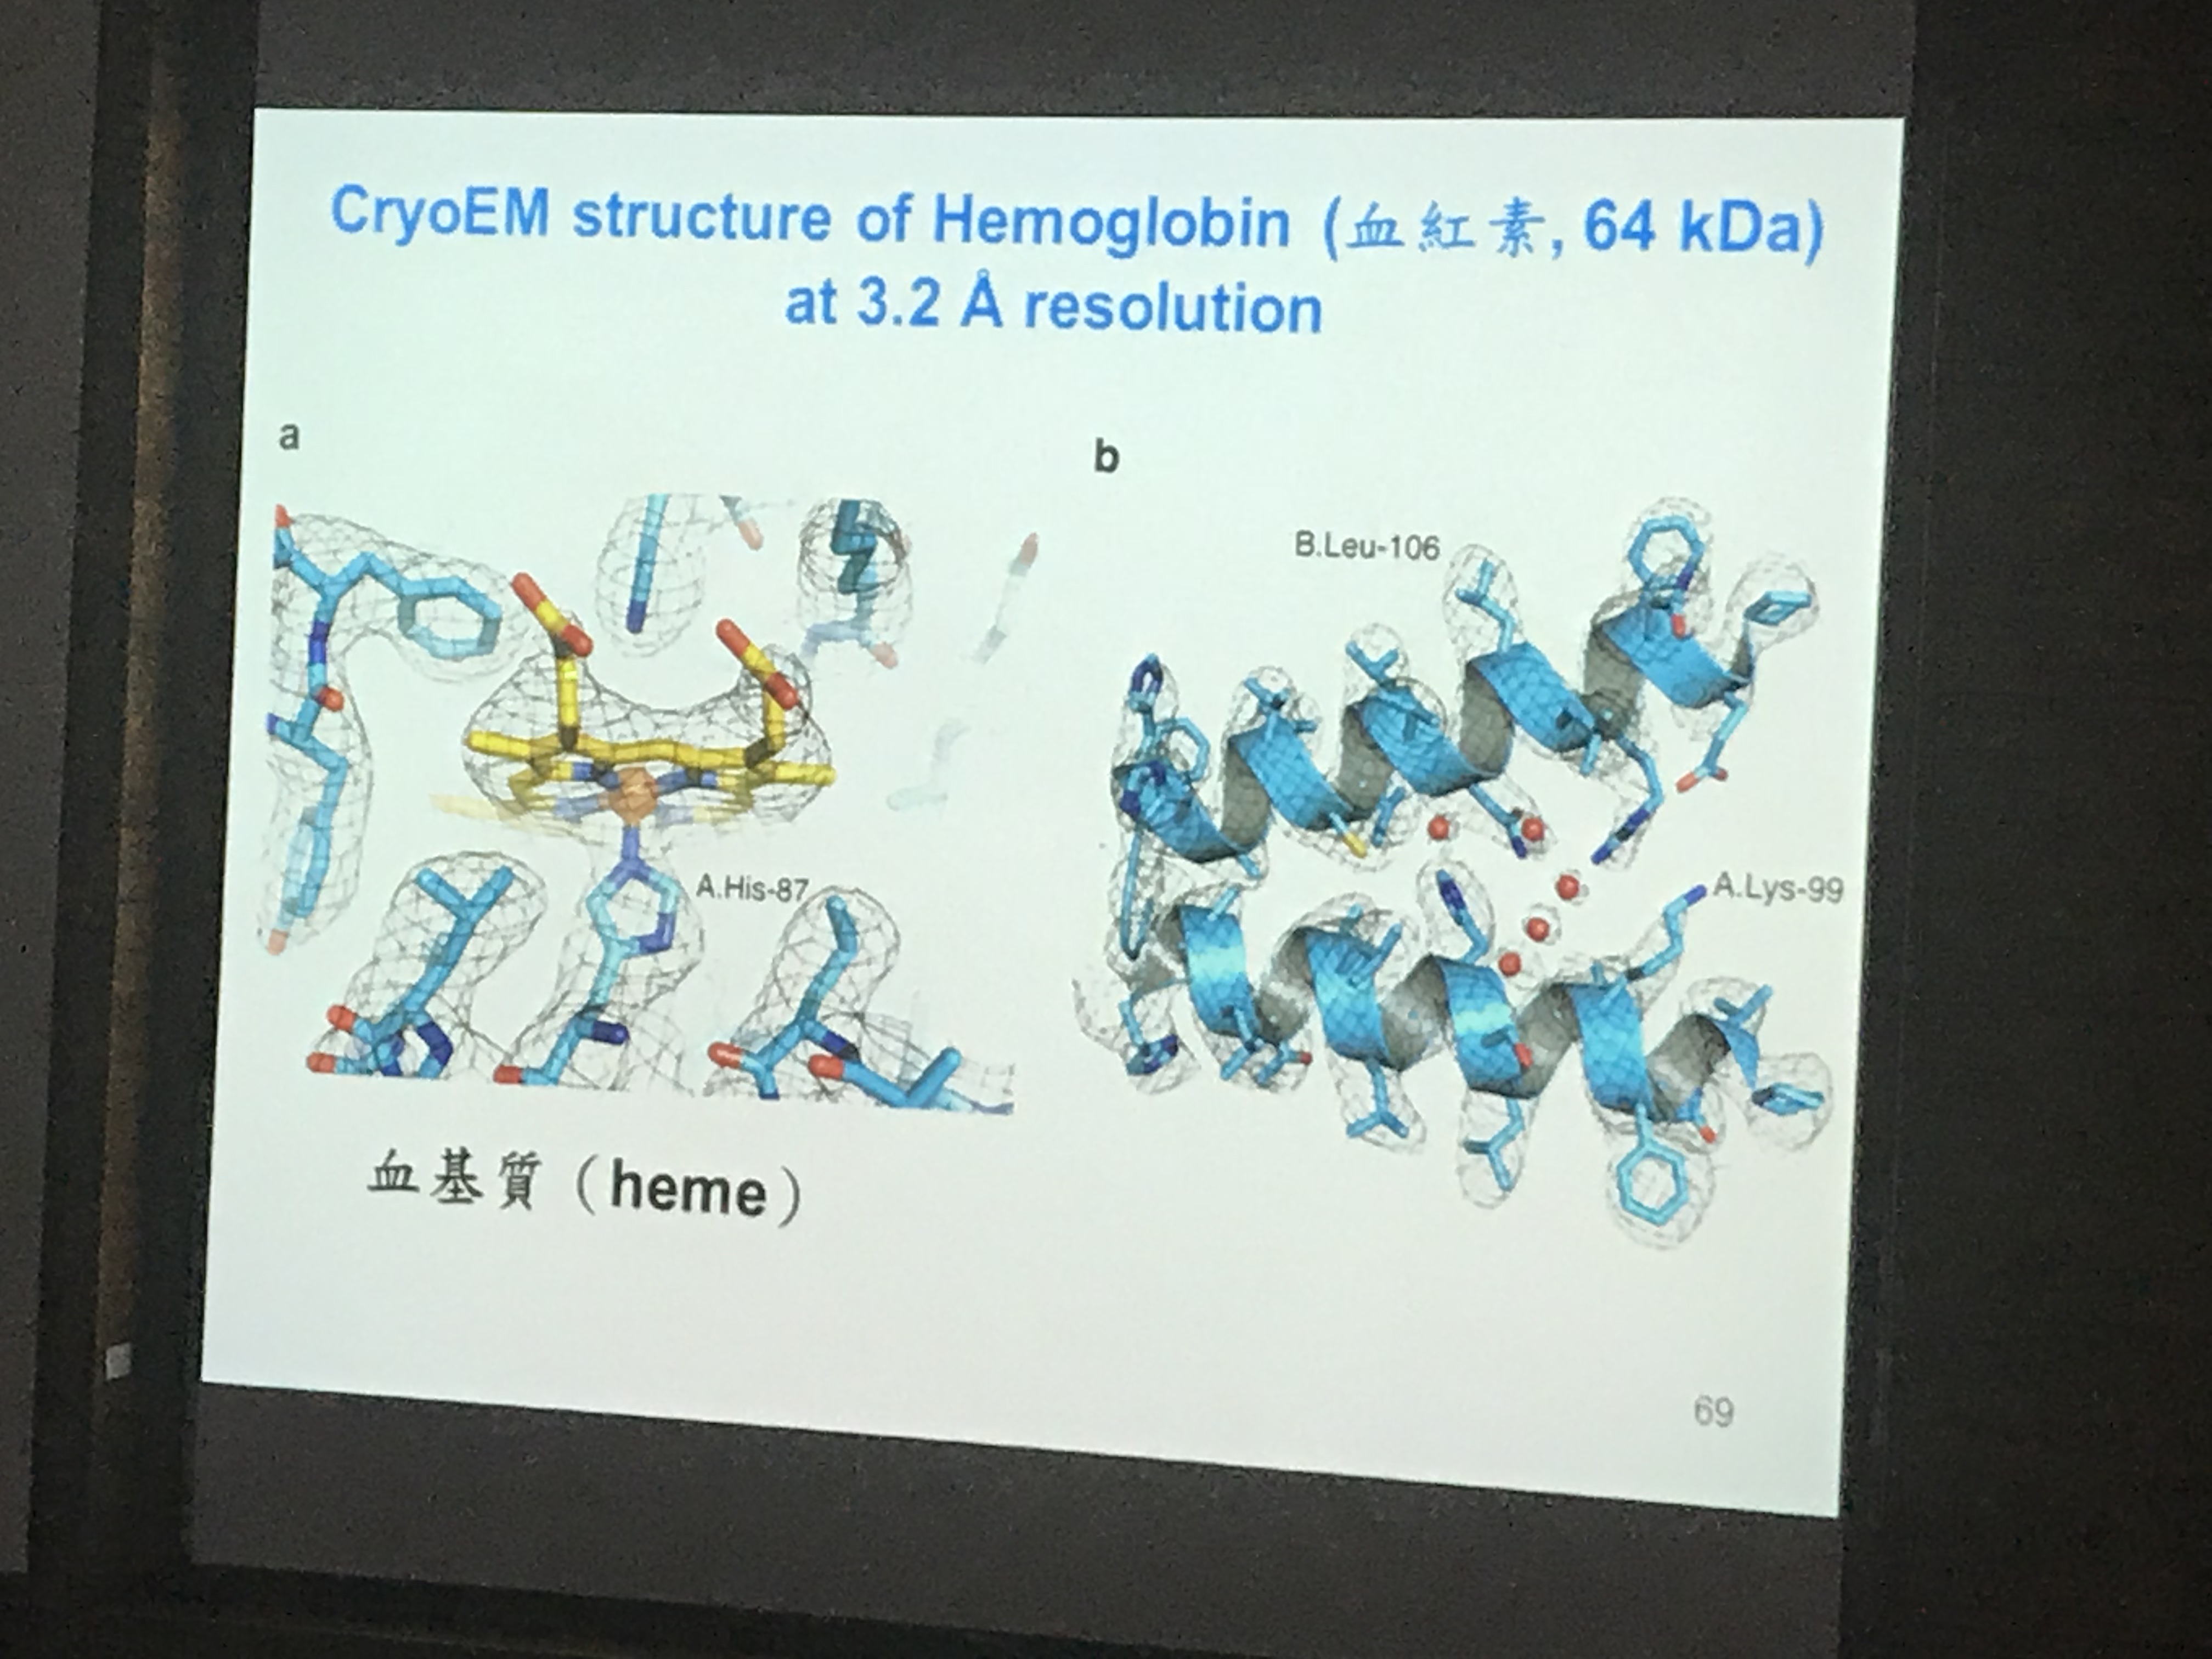 CryoEM structure of Hemoglobin (血紅素, 64 kDa)
at 3.2 Å resolution
a
b
B.Leu-106
A.His-87
A.Lys-99
血基質（heme）
69